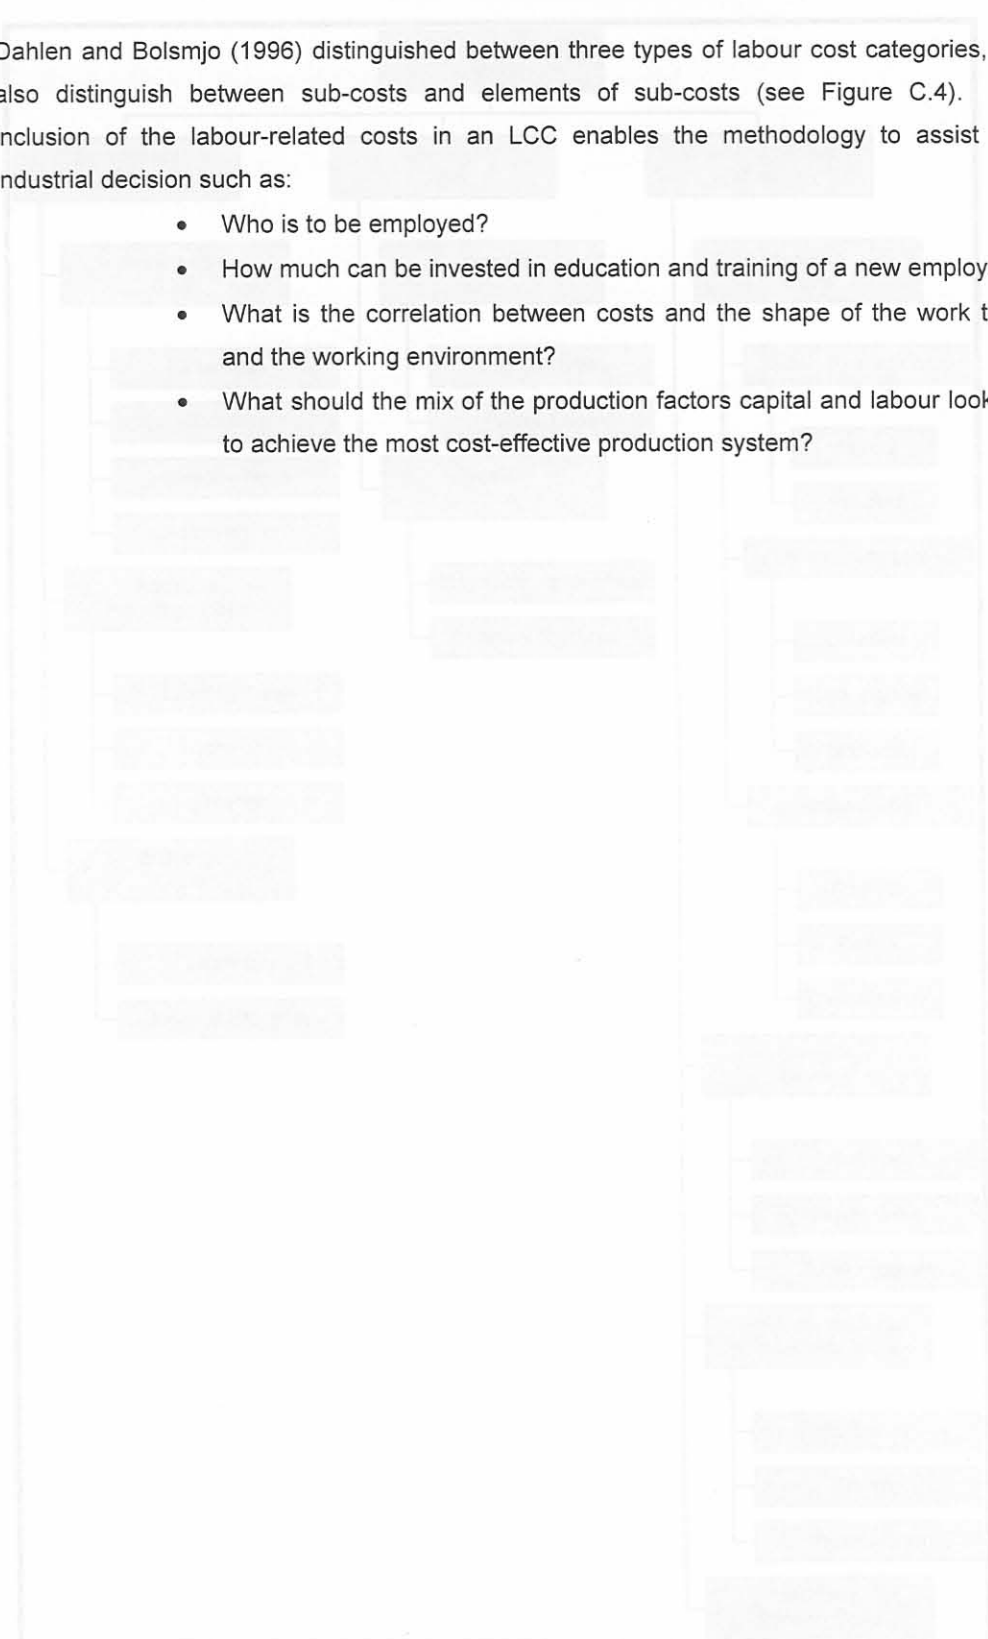 Dahlen and Bolsmjo (1996) distinguished between three types of labour cost categories,
also distinguish between sub-costs and elements of sub-costs (see Figure C.4).
nclusion of the labour-related costs in an LCC enables the methodology to assist
ndustrial decision such as:
• Who is to be employed?
• How much can be invested in education and training of a new employ
• What is the correlation between costs and the shape of the work t
and the working environment?
• What should the mix of the production factors capital and labour look
to achieve the most cost-effective production system?